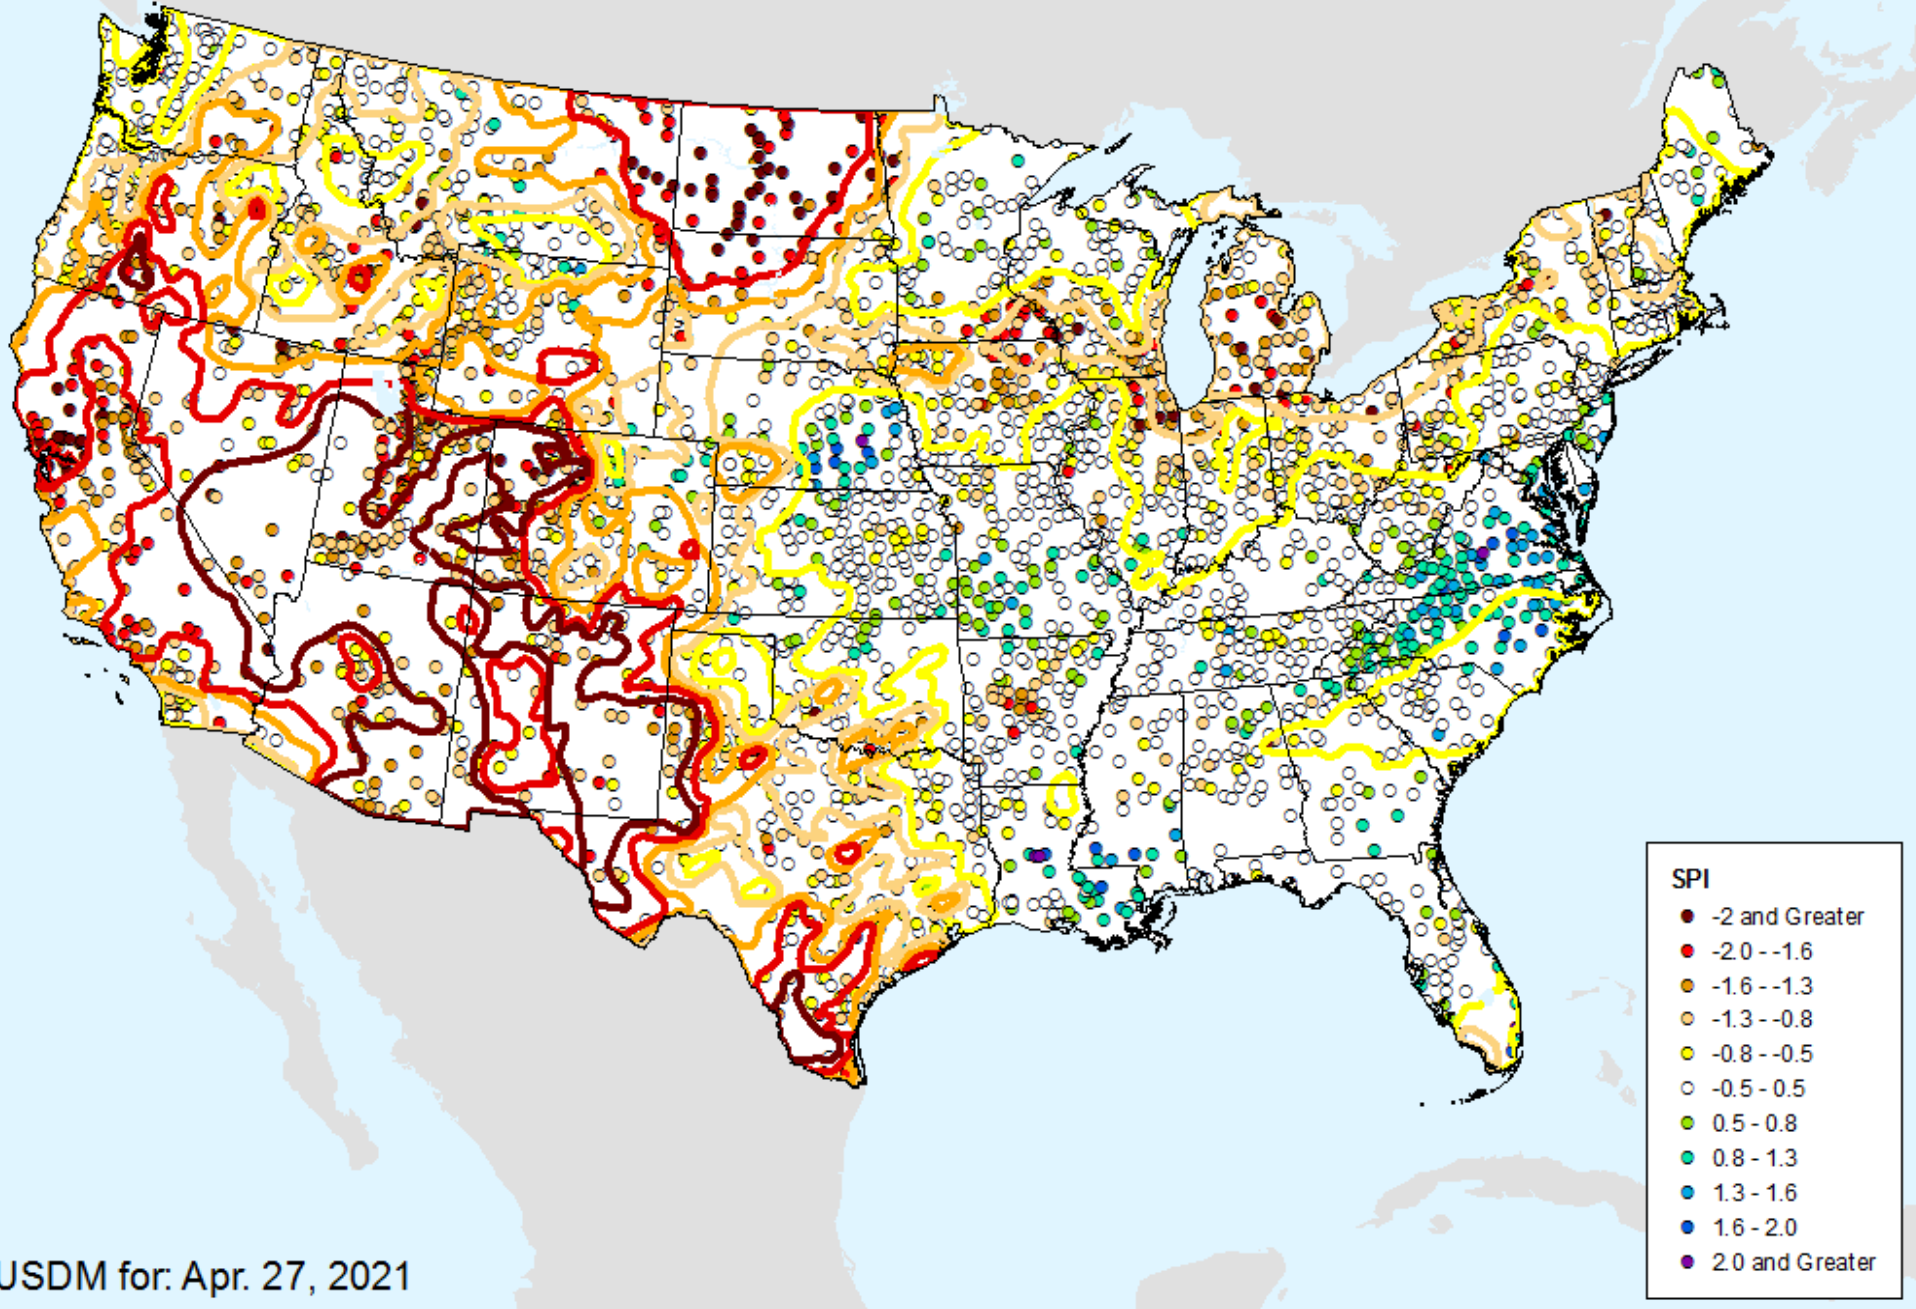 SPI
-2 and Greater
-2.0 - -1.6
-1.6 - -1.3
-1.3 - -0.8
-0.8 - -0.5
-0.5 - 0.5
0.5 - 0.8
0.8 - 1.3
1.3 - 1.6
1.6 - 2.0
2.0 and Greater
USDM for: Apr. 27, 2021